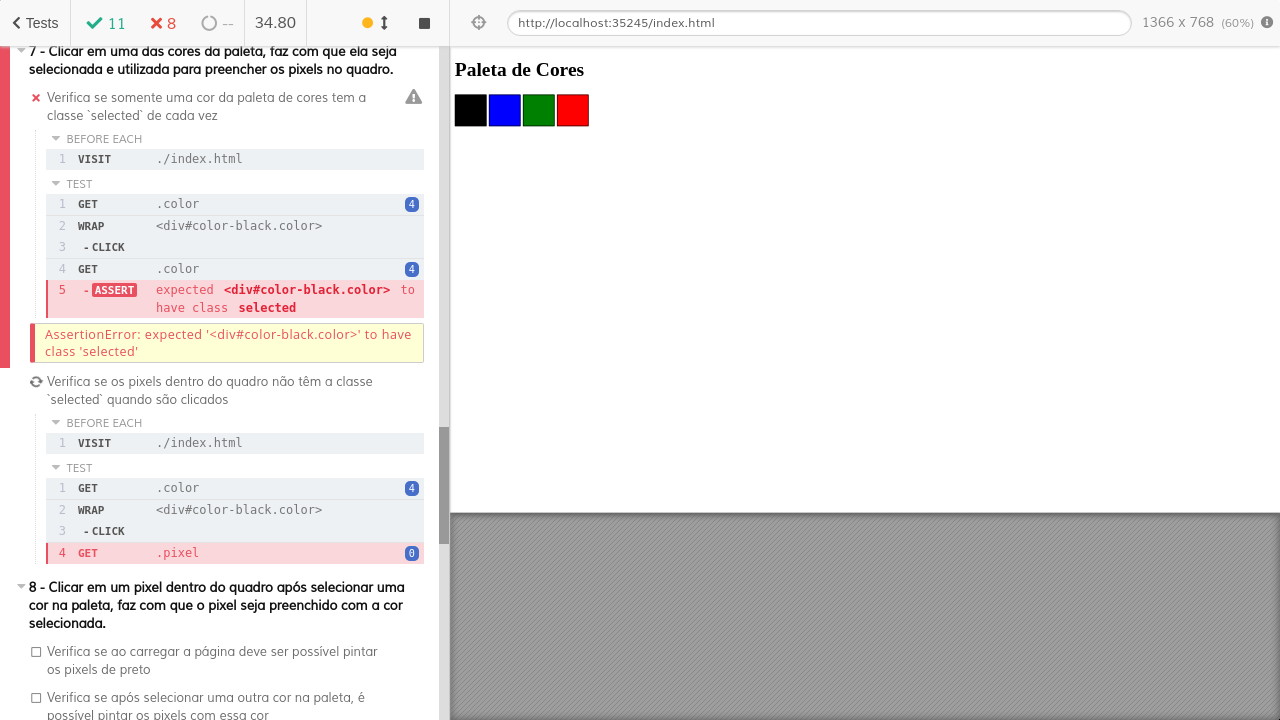 Tests
11
8
--
34.80
http://localhost:35245/index.html
1366 x 768 (60%)
7 - Clicar em uma das cores da paleta, faz com que ela seja
selecionada e utilizada para preencher os pixels no quadro.
Verifica se somente uma cor da paleta de cores tem a
classe `selected` de cada vez
BEFORE EACH
1 VISIT ./index.html
TEST
1 GET .color 4
2 WRAP <div#color-black.color>
3 -CLICK
4 GET .color 4
5 -ASSERT expected <div#color-black.color> to
have class selected
AssertionError: expected '<div#color-black.color>' to have
class 'selected'
Verifica se os pixels dentro do quadro não têm a classe
`selected` quando são clicados
BEFORE EACH
1 VISIT ./index.html
TEST
1 GET .color 4
2 WRAP <div#color-black.color>
3 -CLICK
4 GET .pixel 0
8 - Clicar em um pixel dentro do quadro após selecionar uma
cor na paleta, faz com que o pixel seja preenchido com a cor
selecionada.
Verifica se ao carregar a página deve ser possível pintar
os pixels de preto
Verifica se após selecionar uma outra cor na paleta, é
possível pintar os pixels com essa cor
Paleta de Cores